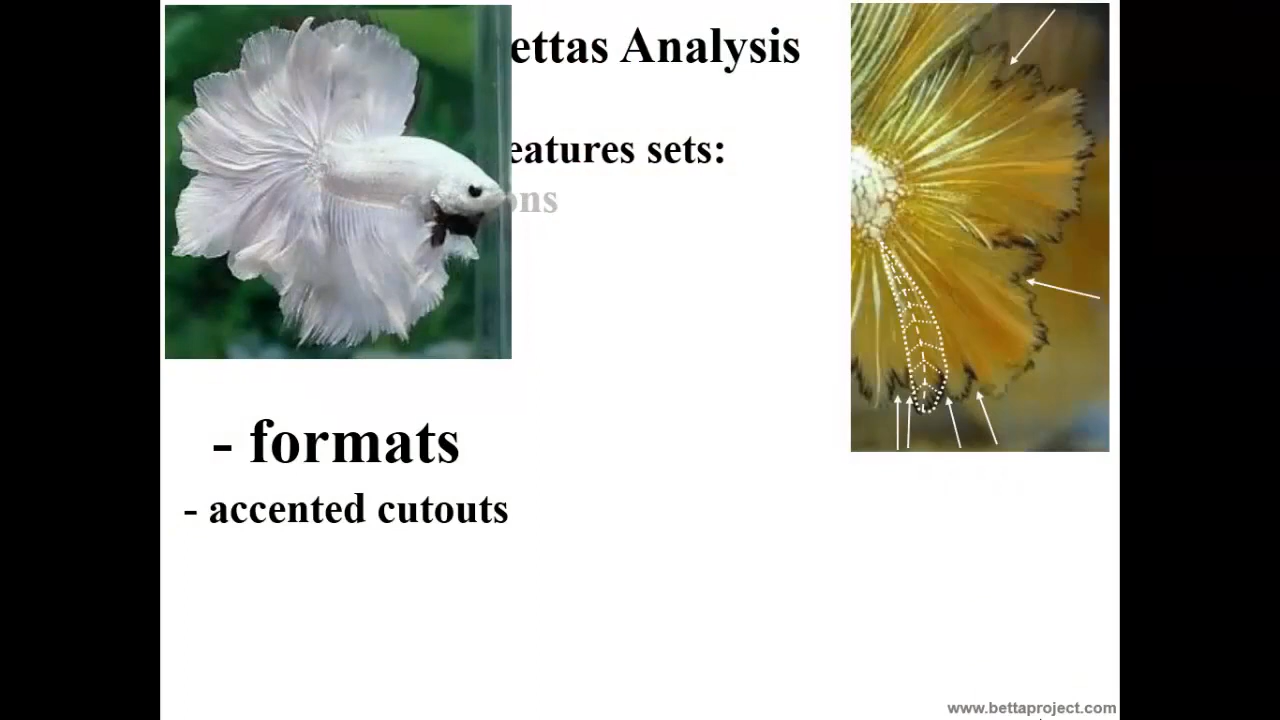 ettas Analysis
eatures sets:
ons
- formats
- accented cutouts
www.bettaproject.com